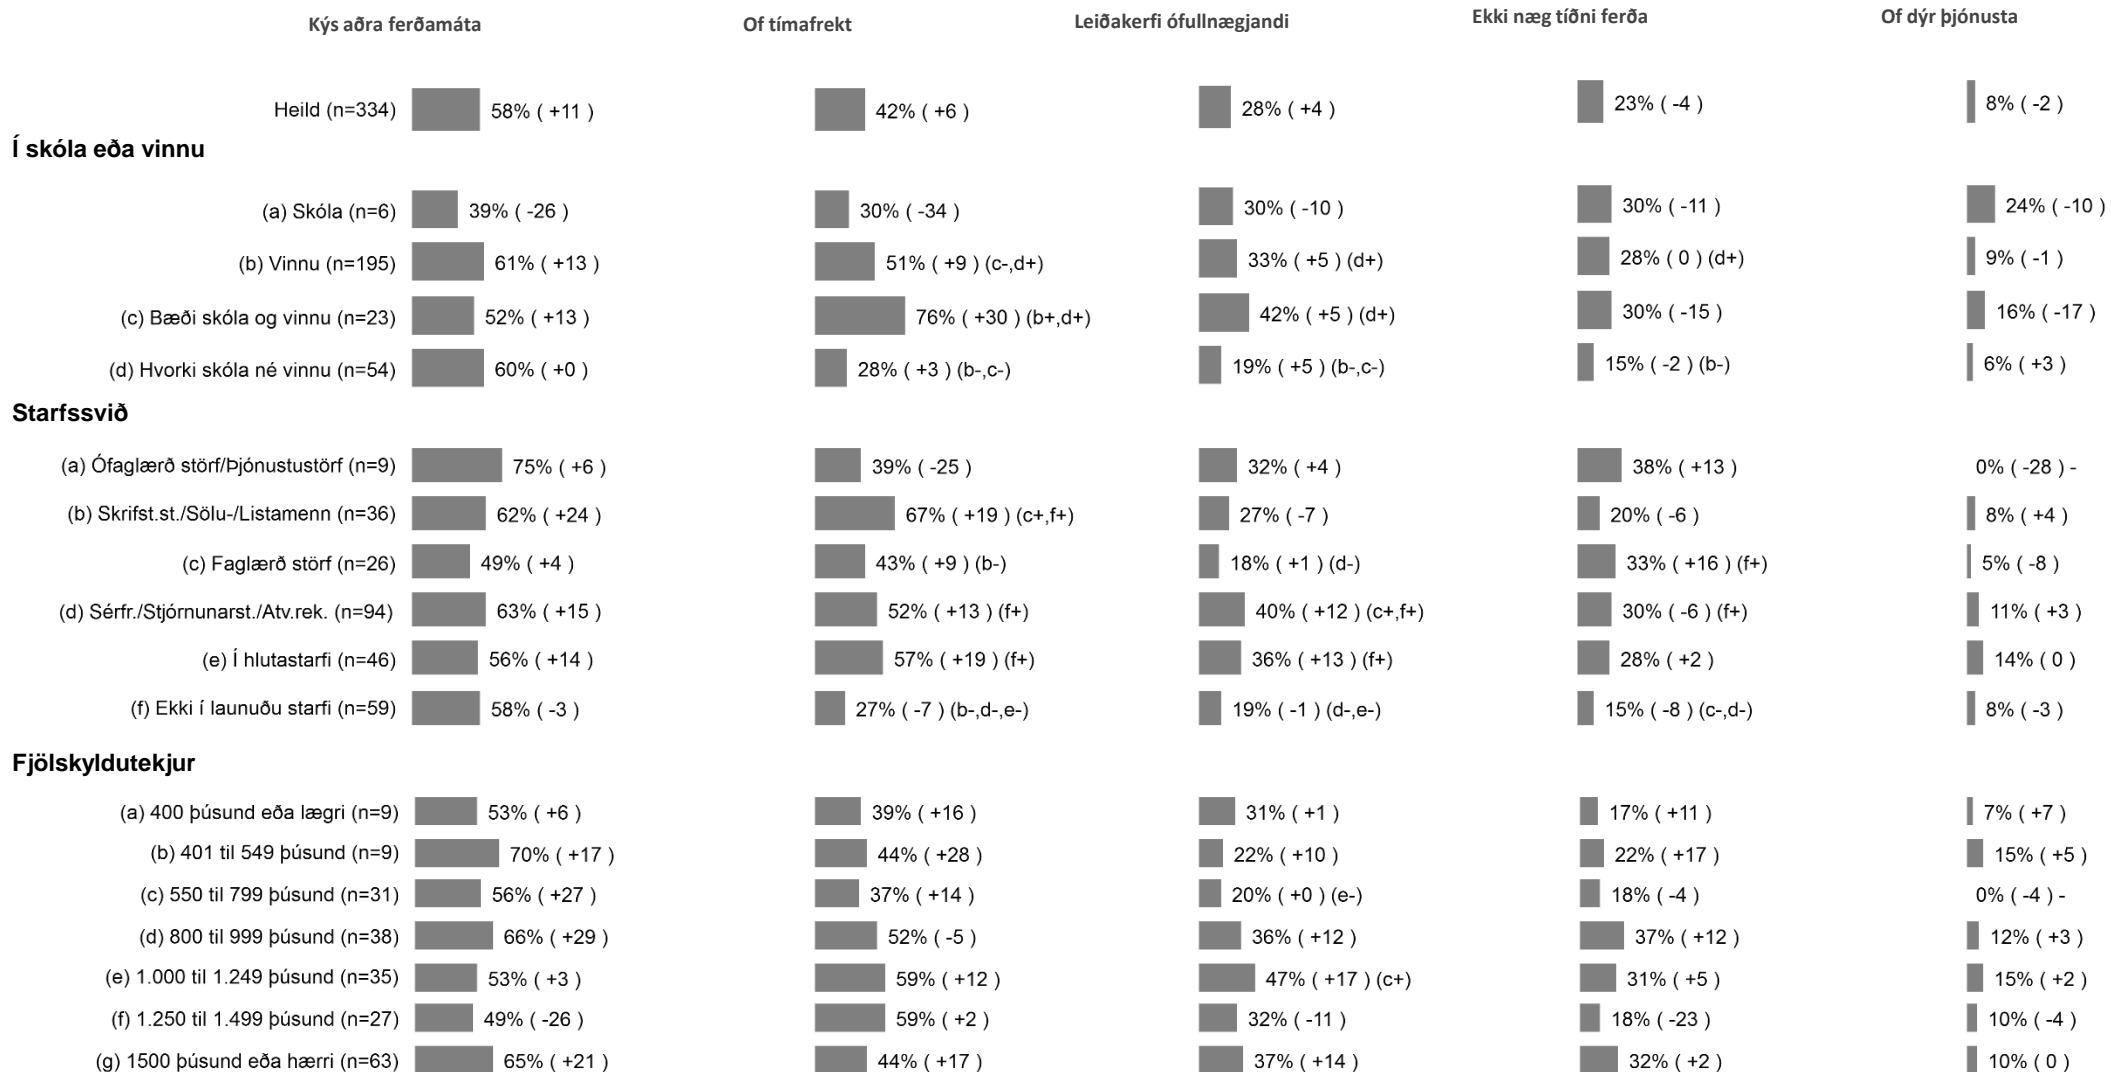 Kýs aðra ferðamáta Of tímafrekt Leiðakerfi ófullnægjandi Ekki næg tíðni ferða Of dýr þjónusta
Heild (n=334) 58% ( +11 ) 42% ( +6 ) 28% ( +4 ) 23% ( -4 ) 8% ( -2 )
Í skóla eða vinnu
(a) Skóla (n=6) 39% ( -26 ) 30% ( -34 ) 30% ( -10 ) 30% ( -11 ) 24% ( -10 )
(b) Vinnu (n=195) 61% ( +13 ) 51% ( +9 ) (c-,d+) 33% ( +5 ) (d+) 28% ( 0 ) (d+) 9% ( -1 )
(c) Bæði skóla og vinnu (n=23) 52% ( +13 ) 76% ( +30 ) (b+,d+) 42% ( +5 ) (d+) 30% ( -15 ) 16% ( -17 )
(d) Hvorki skóla né vinnu (n=54) 60% ( +0 ) 28% ( +3 ) (b-,c-) 19% ( +5 ) (b-,c-) 15% ( -2 ) (b-) 6% ( +3 )
Starfssvið
(a) Ófaglærð störf/Þjónustustörf (n=9) 75% ( +6 ) 39% ( -25 ) 32% ( +4 ) 38% ( +13 ) 0% ( -28 ) -
(b) Skrifst.st./Sölu-/Listamenn (n=36) 62% ( +24 ) 67% ( +19 ) (c+,f+) 27% ( -7 ) 20% ( -6 ) 8% ( +4 )
(c) Faglærð störf (n=26) 49% ( +4 ) 43% ( +9 ) (b-) 18% ( +1 ) (d-) 33% ( +16 ) (f+) 5% ( -8 )
(d) Sérfr./Stjórnunarst./Atv.rek. (n=94) 63% ( +15 ) 52% ( +13 ) (f+) 40% ( +12 ) (c+,f+) 30% ( -6 ) (f+) 11% ( +3 )
(e) Í hlutastarfi (n=46) 56% ( +14 ) 57% ( +19 ) (f+) 36% ( +13 ) (f+) 28% ( +2 ) 14% ( 0 )
(f) Ekki í launuðu starfi (n=59) 58% ( -3 ) 27% ( -7 ) (b-,d-,e-) 19% ( -1 ) (d-,e-) 15% ( -8 ) (c-,d-) 8% ( -3 )
Fjölskyldutekjur
(a) 400 þúsund eða lægri (n=9) 53% ( +6 ) 39% ( +16 ) 31% ( +1 ) 17% ( +11 ) 7% ( +7 )
(b) 401 til 549 þúsund (n=9) 70% ( +17 ) 44% ( +28 ) 22% ( +10 ) 22% ( +17 ) 15% ( +5 )
(c) 550 til 799 þúsund (n=31) 56% ( +27 ) 37% ( +14 ) 20% ( +0 ) (e-) 18% ( -4 ) 0% ( -4 ) -
(d) 800 til 999 þúsund (n=38) 66% ( +29 ) 52% ( -5 ) 36% ( +12 ) 37% ( +12 ) 12% ( +3 )
(e) 1.000 til 1.249 þúsund (n=35) 53% ( +3 ) 59% ( +12 ) 47% ( +17 ) (c+) 31% ( +5 ) 15% ( +2 )
(f) 1.250 til 1.499 þúsund (n=27) 49% ( -26 ) 59% ( +2 ) 32% ( -11 ) 18% ( -23 ) 10% ( -4 )
(g) 1500 þúsund eða hærri (n=63) 65% ( +21 ) 44% ( +17 ) 37% ( +14 ) 32% ( +2 ) 10% ( 0 )